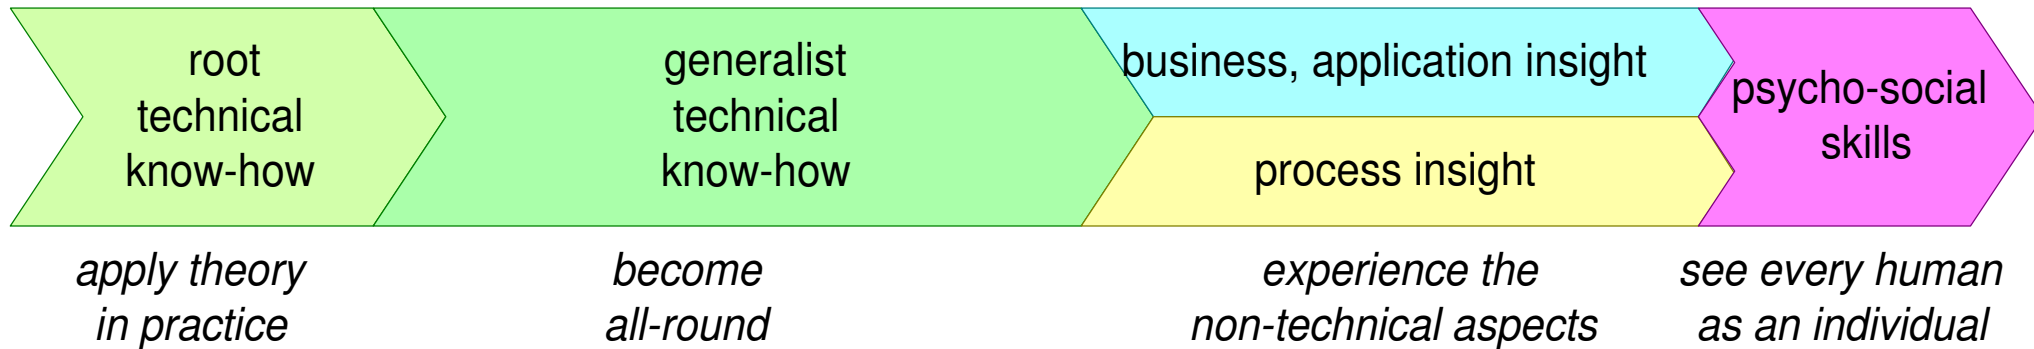 root
technical
know-how
generalist
technical
know-how
business, application insight
process insight
psycho-social
skills
apply theory
in practice
become
all-round
experience the
non-technical aspects
see every human
as an individual